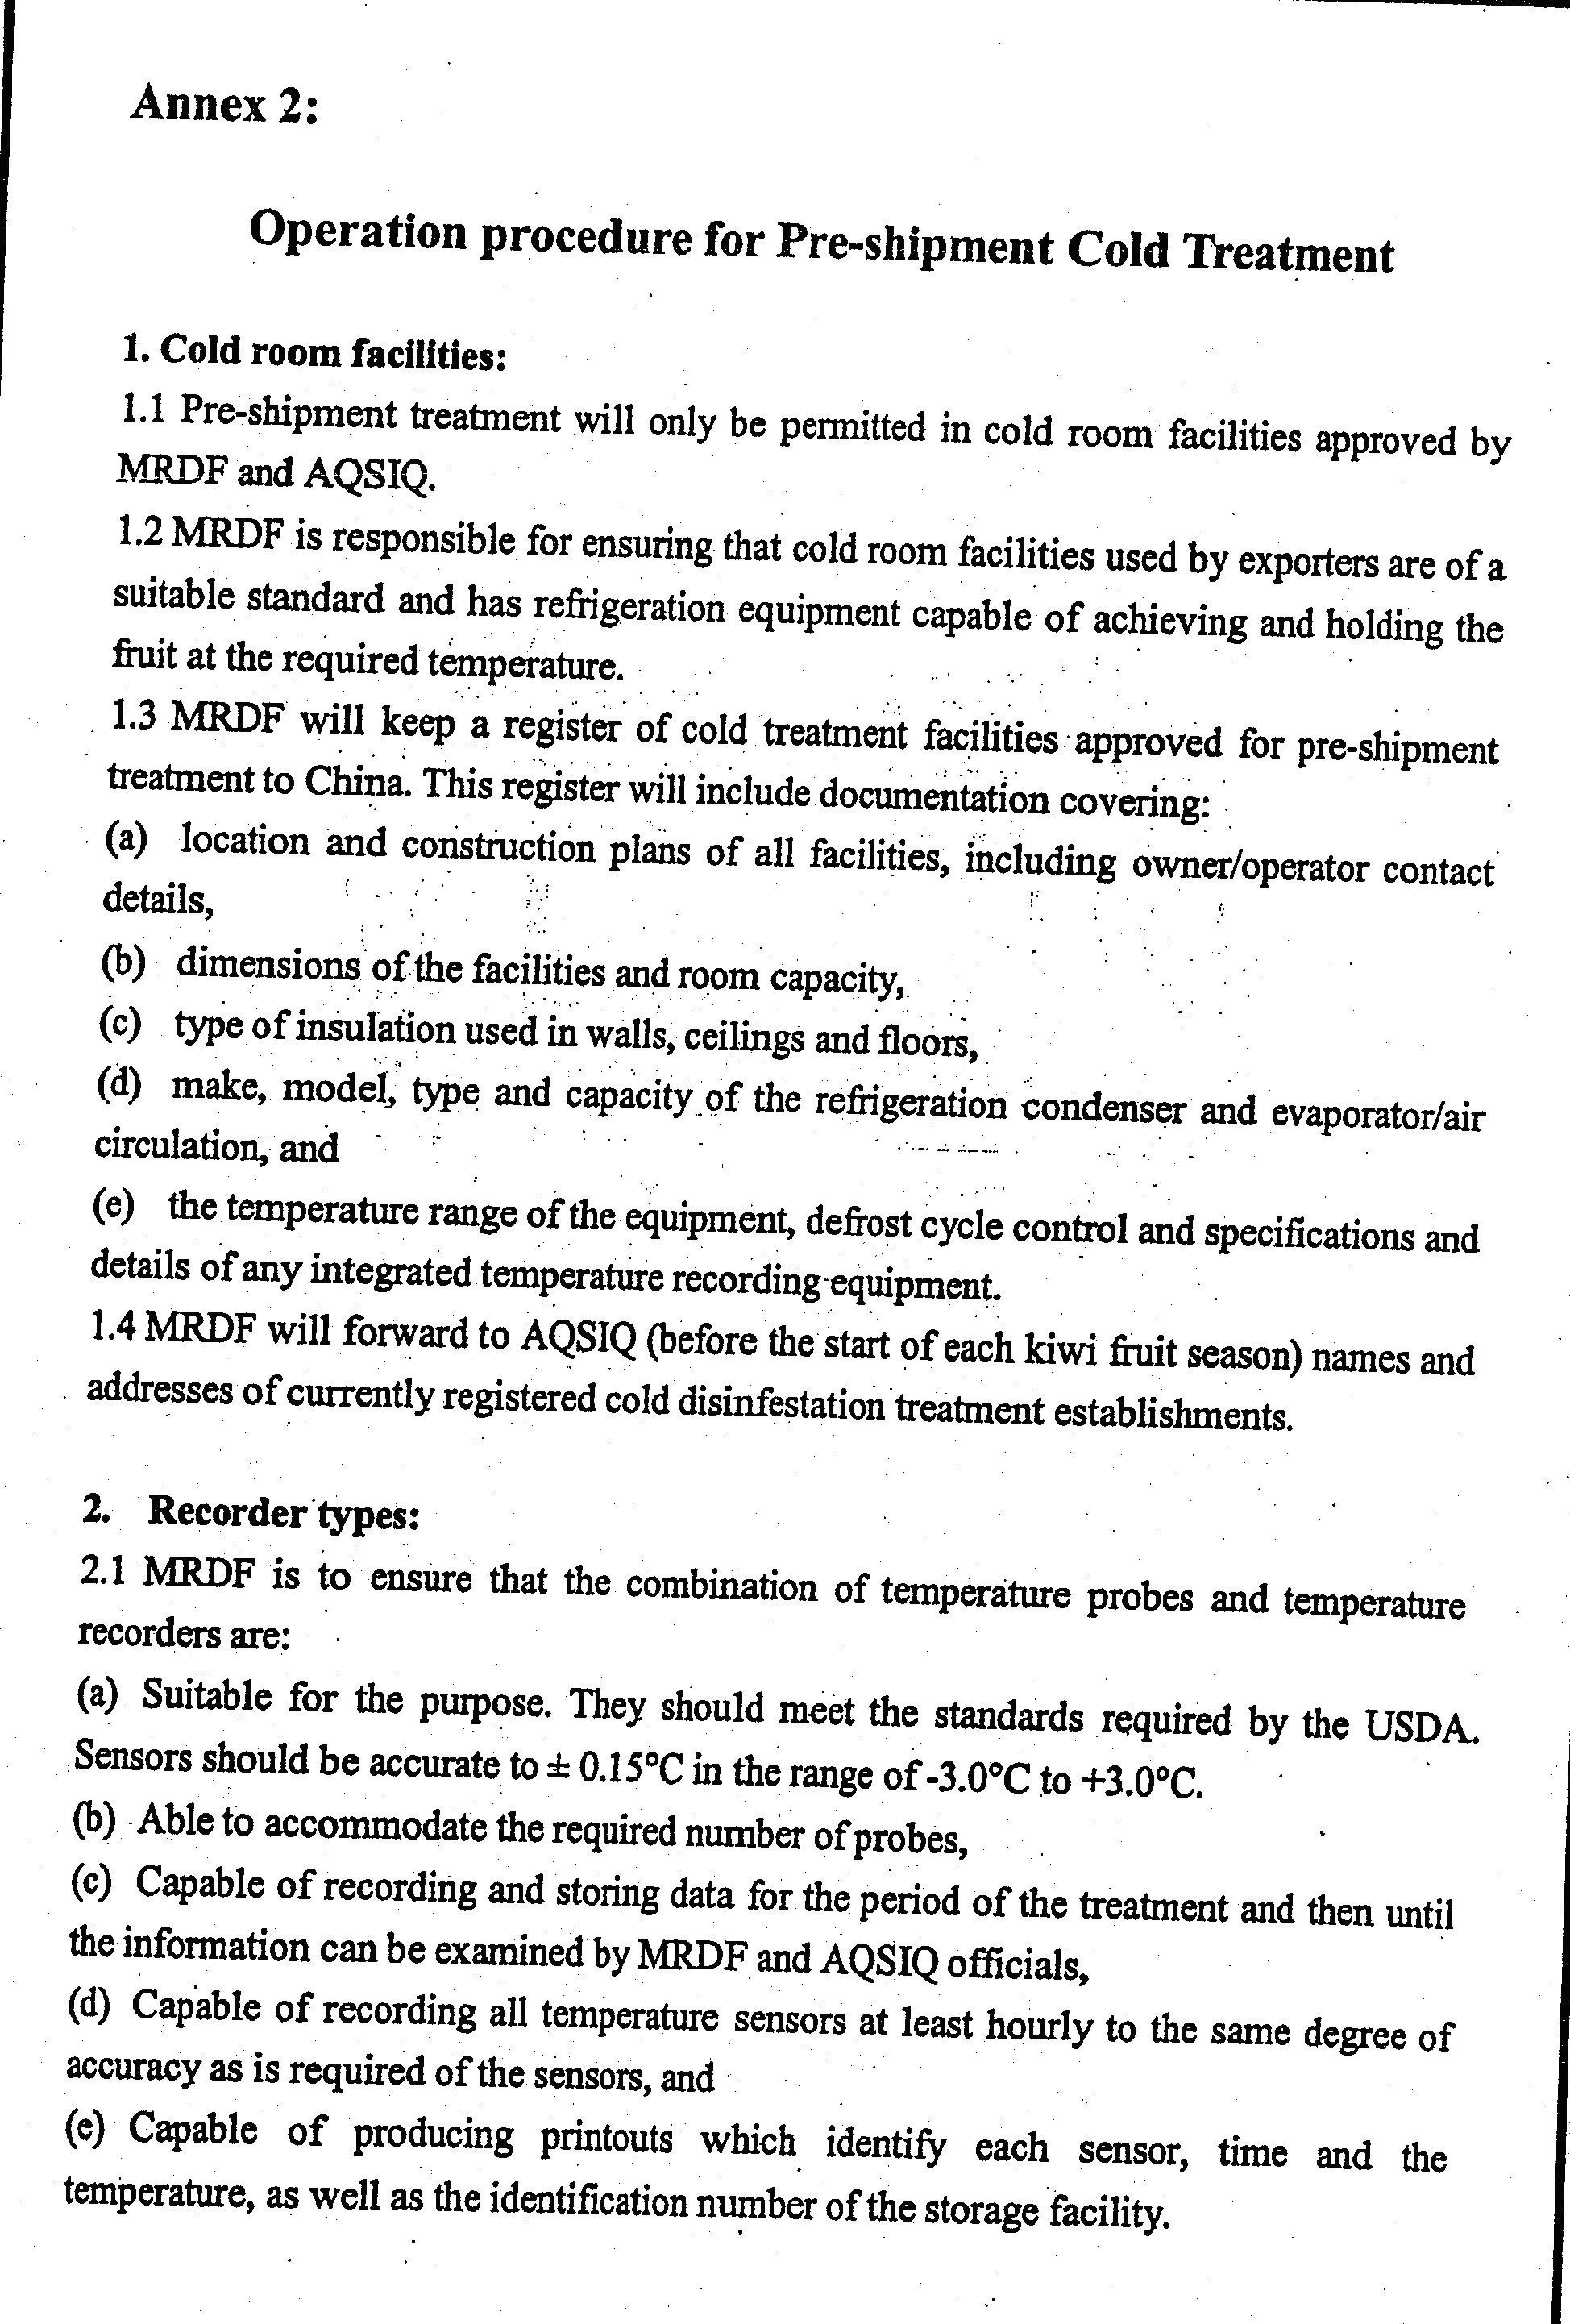 Annex 2:
Operation procedure for Pre-shipment Cold Treatment
1. Cold room facilities:
1.1 Pre-shipment treatment will only be permitted in cold room facilities approved by
MRDF and AQSIQ.
1.2 MRDF is responsible for ensuring that cold room facilities used by exporters are of a
suitable standard and has refrigeration equipment capable of achieving and holding the
fruit at the required temperature.
1.3 MRDF will keep a register of cold treatment facilities approved for pre-shipment
treatment to China. This register will include documentation covering:
(a) location and construction plans of all facilities, including owner/operator contact
details,
(b) dimensions of the facilities and room capacity,
(c) type of insulation used in walls, ceilings and floors,
(d) make, model, type and capacity of the refrigeration condenser and evaporator/air
circulation, and
(e) the temperature range of the equipment, defrost cycle control and specifications and
details of any integrated temperature recording equipment.
1.4 MRDF will forward to AQSIQ (before the start of each kiwi fruit season) names and
addresses of currently registered cold disinfestation treatment establishments.
2. Recorder types:
2.1 MRDF is to ensure that the combination of temperature probes and temperature
recorders are:
(a) Suitable for the purpose. They should meet the standards required by the USDA.
Sensors should be accurate to ± 0.15°C in the range of -3.0°C to +3.0°C.
(b) Able to accommodate the required number of probes,
(c) Capable of recording and storing data for the period of the treatment and then until
the information can be examined by MRDF and AQSIQ officials,
(d) Capable of recording all temperature sensors at least hourly to the same degree of
accuracy as is required of the sensors, and
(e) Capable of producing printouts which identify each sensor, time and the
temperature, as well as the identification number of the storage facility.